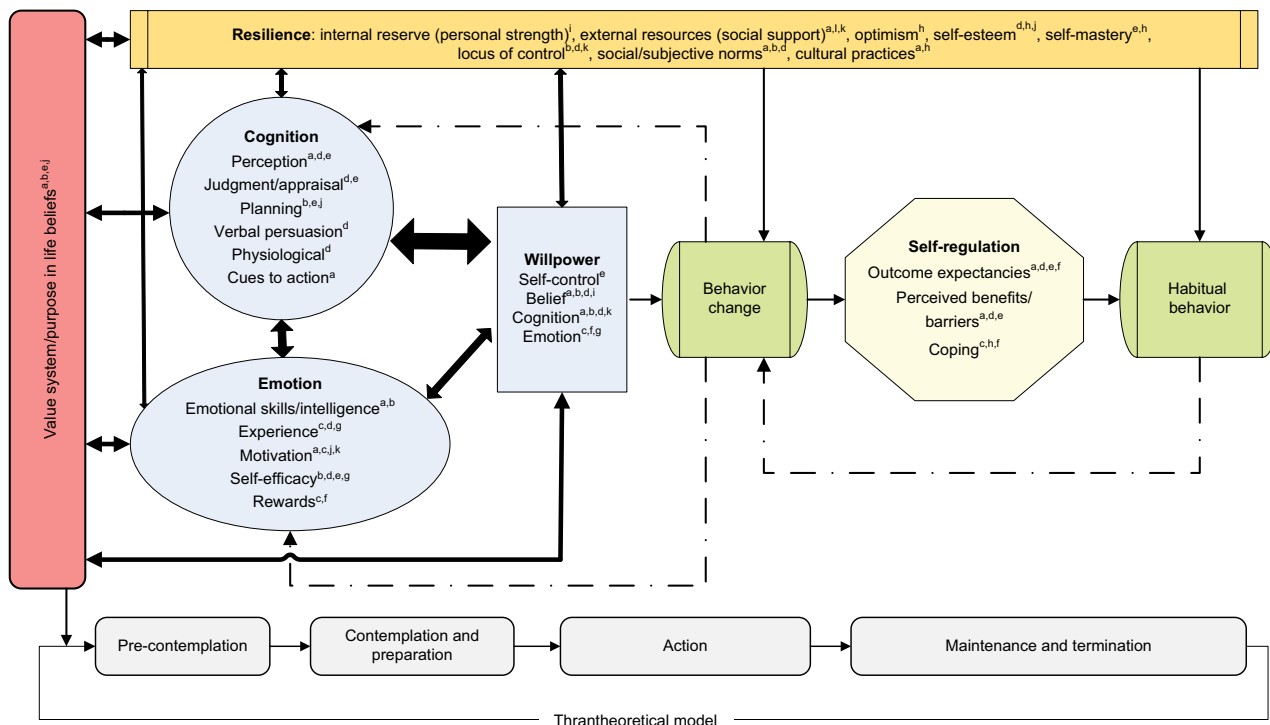 Resilience: internal reserve (personal strength)i, external resources (social support)a,l,k, optimismh, self-esteemd,h,j, self-masterye,h,
locus of controlb,d,k, social/subjective normsa,b,d, cultural practicesa,h
Value system/purpose in life beliefsa,b,e,j
Cognition
Perceptiona,d,e
Judgment/appraisald,e
Planningb,e,j
Verbal persuasiond
Physiologicald
Cues to actiona
Emotion
Emotional skills/intelligencea,b
Experiencec,d,g
Motivationa,c,j,k
Self-efficacyb,d,e,g
Rewardsc,f
Willpower
Self-controle
Beliefa,b,d,i
Cognitiona,b,d,k
Emotionc,f,g
Behavior
change
Self-regulation
Outcome expectanciesa,d,e,f
Perceived benefits/
barriersa,d,e
Copingc,h,f
Habitual
behavior
Pre-contemplation
Contemplation and
preparation
Action
Maintenance and termination
Thrantheoretical model